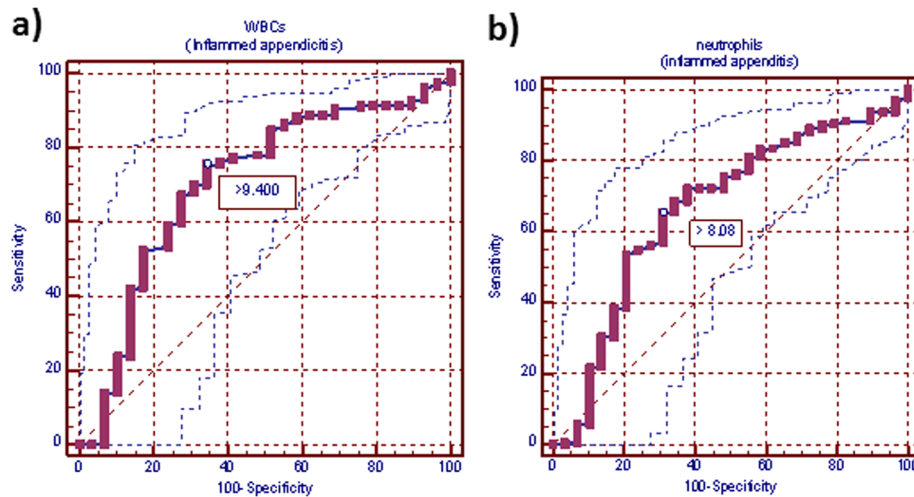 a)
WBCs
(Inflammed appendicitis)
100
80
60
40
20
0
Sensitivity
>9.400
0 20 40 60 80 100
100- Specificity
b)
neutrophils
(inflammed appenditis)
100
80
60
40
20
0
Sensitivity
> 8.08
0 20 40 60 80 100
100- Specificity